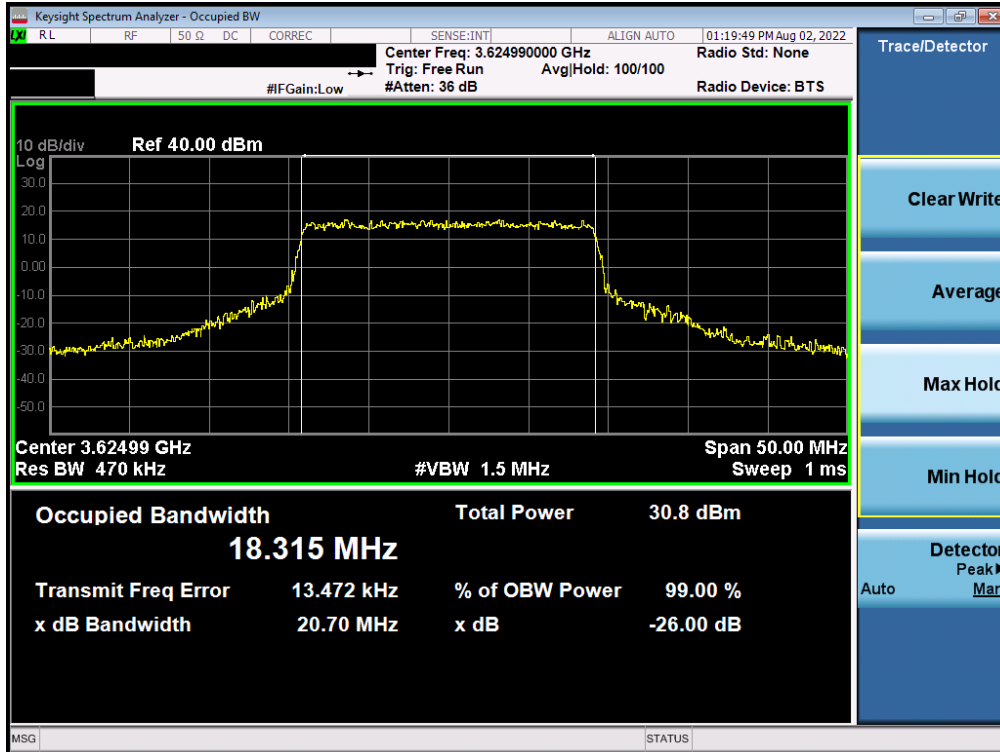 Keysight Spectrum Analyzer - Occupied BW
LXI RL RF 50 Ω DC CORREC SENSE:INT ALIGN AUTO 01:19:49 PM Aug 02, 2022
Center Freq: 3.624990000 GHz Radio Std: None
Trig: Free Run Avg|Hold: 100/100
#IFGain:Low #Atten: 36 dB Radio Device: BTS
10 dB/div Ref 40.00 dBm
Log
30.0
20.0
10.0
0.00
-10.0
-20.0
-30.0
-40.0
-50.0
Center 3.62499 GHz Span 50.00 MHz
Res BW 470 kHz #VBW 1.5 MHz Sweep 1 ms
Occupied Bandwidth Total Power 30.8 dBm
18.315 MHz
Transmit Freq Error 13.472 kHz % of OBW Power 99.00 %
x dB Bandwidth 20.70 MHz x dB -26.00 dB
MSG STATUS
Trace/Detector
Clear Write
Average
Max Hold
Min Hold
Detector
Peak▶
Auto Man